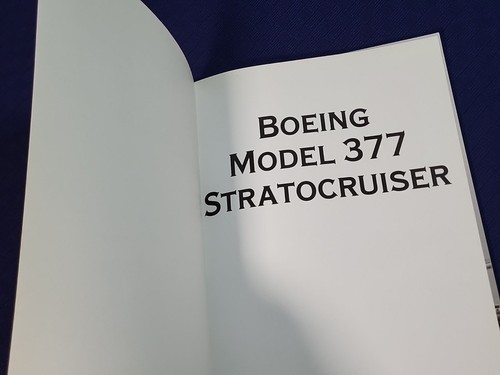 Boeing
Model 377
Stratocruiser